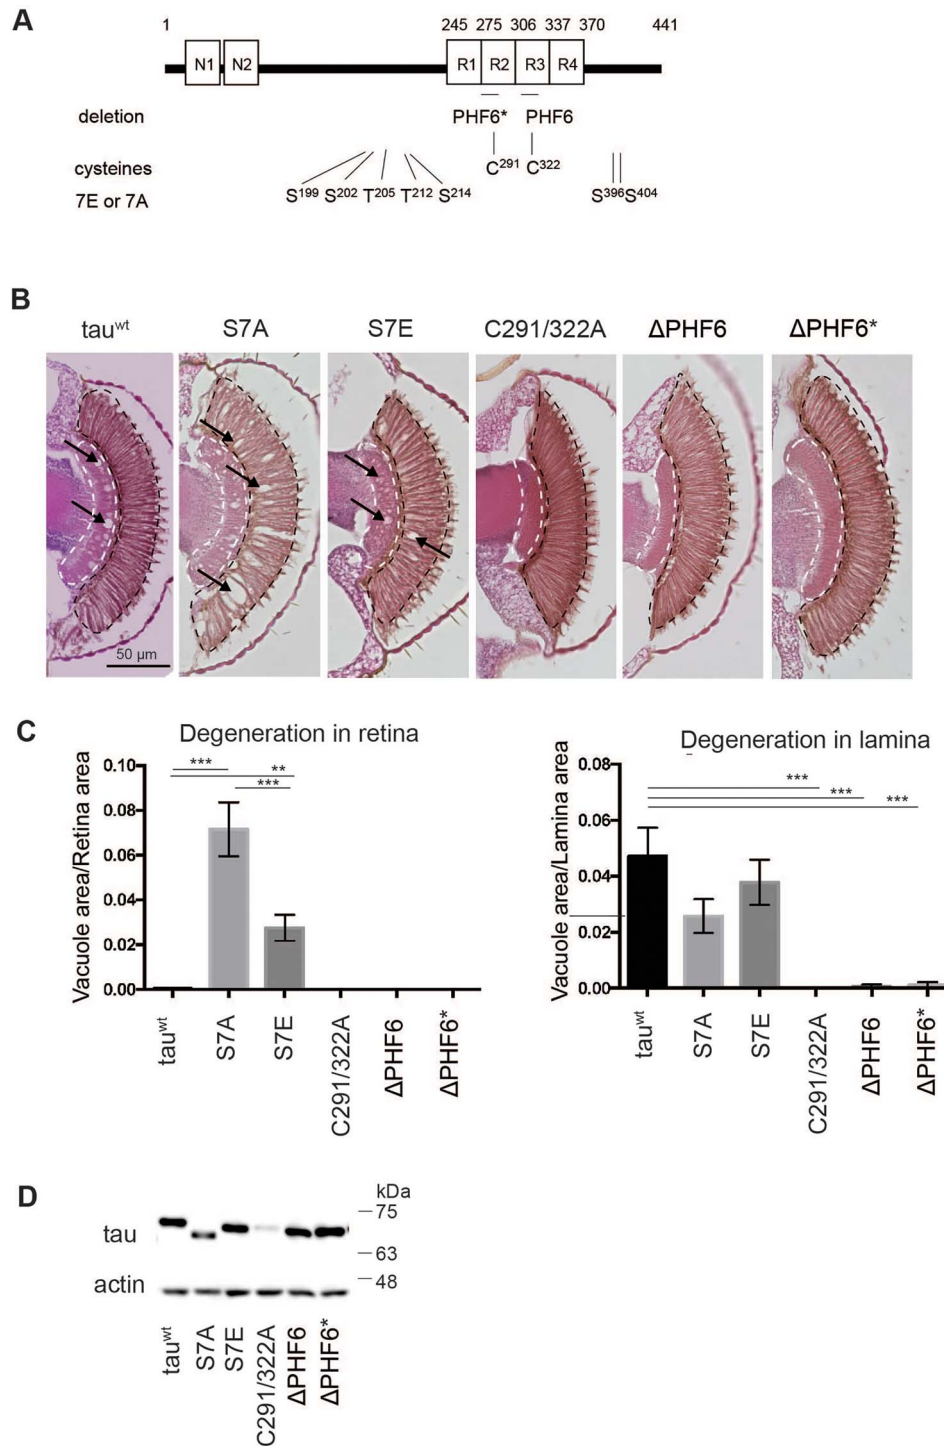 A
1 245 275 306 337 370 441
N1 N2 R1 R2 R3 R4
deletion PHF6* PHF6
cysteines C291 C322
7E or 7A S199 S202 T205 T212 S214 S396 S404
B
tauwt S7A S7E C291/322A ΔPHF6 ΔPHF6*
50 µm
C
Degeneration in retina
Vacuole area/Retina area
0.10
0.08
0.06
0.04
0.02
0.00
***
**
***
tauwt
S7A
S7E
C291/322A
ΔPHF6
ΔPHF6*
Degeneration in lamina
Vacuole area/Lamina area
0.08
0.06
0.04
0.02
0.00
***
***
***
tauwt
S7A
S7E
C291/322A
ΔPHF6
ΔPHF6*
D
kDa
75
tau
63
actin
48
tauwt
S7A
S7E
C291/322A
ΔPHF6
ΔPHF6*